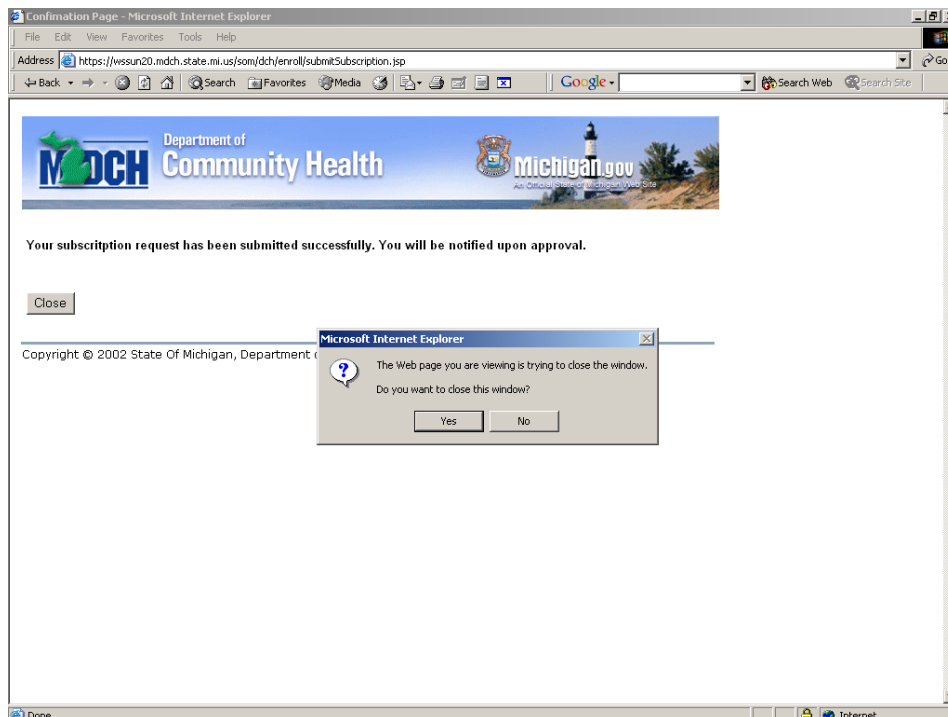 Confimation Page - Microsoft Internet Explorer
File Edit View Favorites Tools Help
Address https://wssun20.mdch.state.mi.us/som/dch/enroll/submitSubscription.jsp Go
Back Search Favorites Media Google Search Web Search Site
MDCH Department of Community Health
Michigan.gov
An Official State of Michigan Web Site
Your subscritption request has been submitted successfully. You will be notified upon approval.
Close
Copyright © 2002 State Of Michigan, Department
Microsoft Internet Explorer
The Web page you are viewing is trying to close the window.
Do you want to close this window?
Yes No
Done Internet